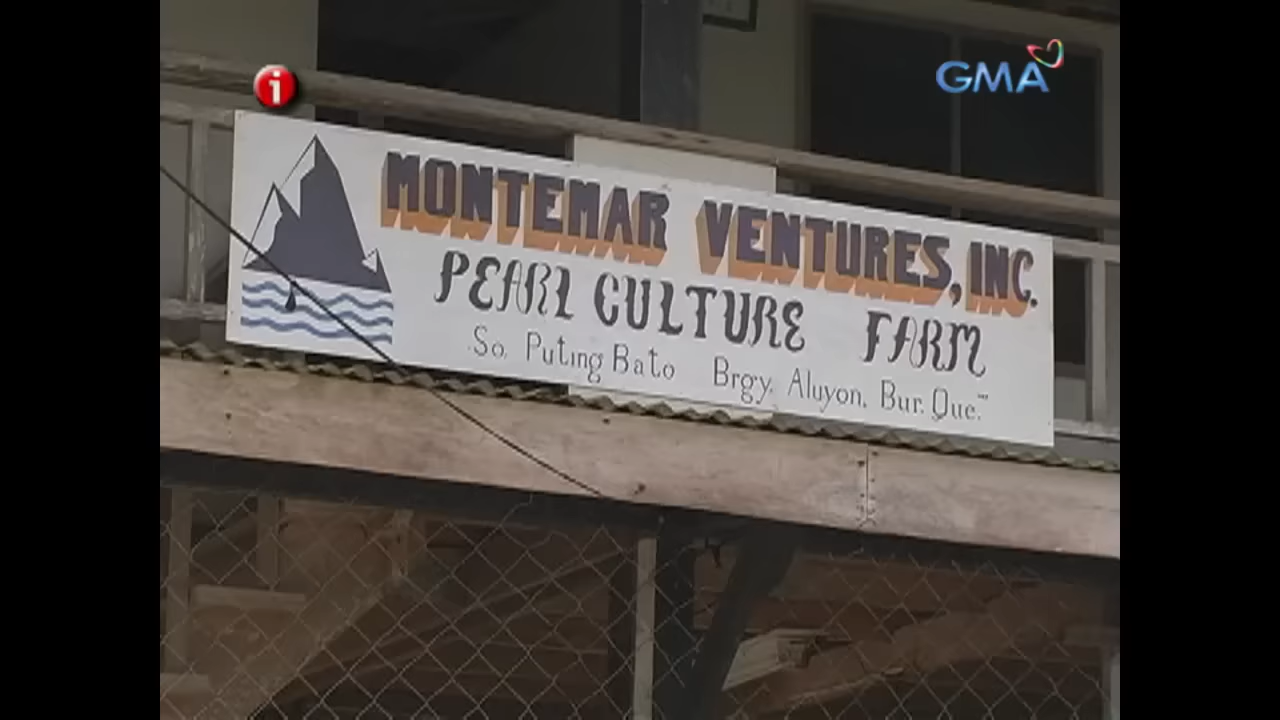 i
GMA
MONTEMAR VENTURES, INC.
PEARL CULTURE FARM
So. Puting Bato Brgy. Aluyon, Bur. Que.